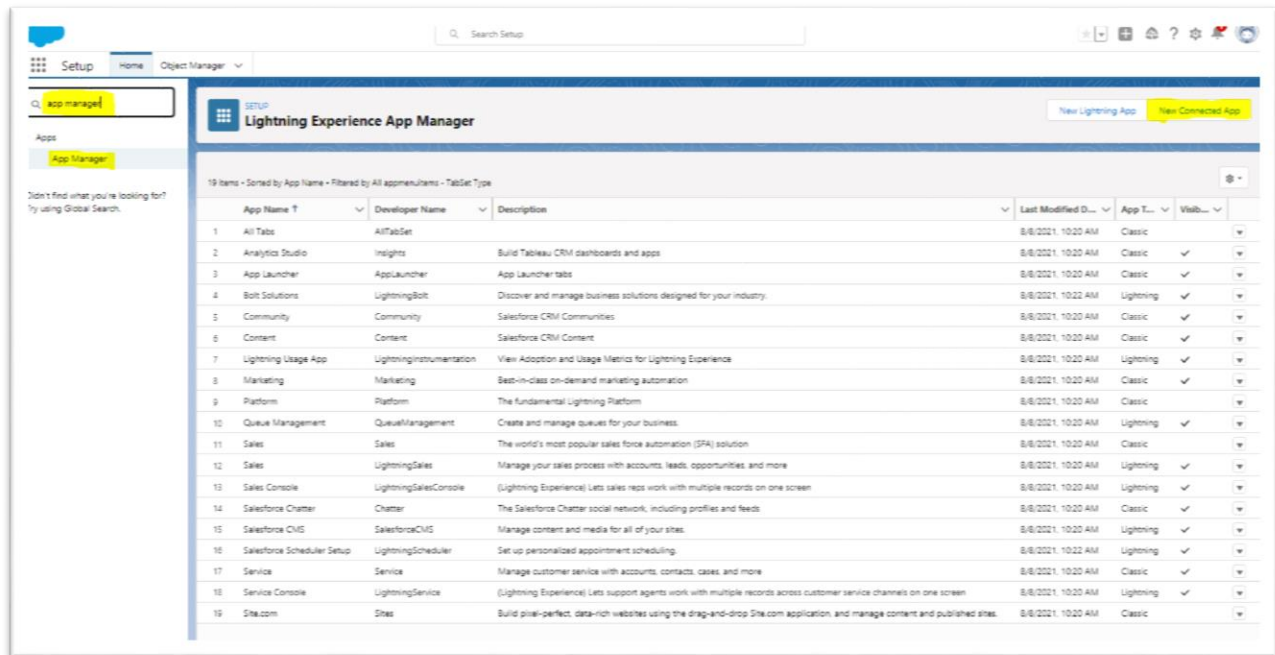 Search Setup
Setup Home Object Manager
app manager
Apps
App Manager
Didn't find what you're looking for?
Try using Global Search.
SETUP
Lightning Experience App Manager
New Lightning App New Connected App
19 items • Sorted by App Name • Filtered by All appmenuitems - TabSet Type
App Name ↑ Developer Name Description Last Modified D... App T... Visib...
1 All Tabs AllTabSet 8/8/2021, 10:20 AM Classic
2 Analytics Studio Insights Build Tableau CRM dashboards and apps 8/8/2021, 10:20 AM Classic
3 App Launcher AppLauncher App Launcher tabs 8/8/2021, 10:20 AM Classic
4 Bolt Solutions LightningBolt Discover and manage business solutions designed for your industry. 8/8/2021, 10:22 AM Lightning
5 Community Community Salesforce CRM Communities 8/8/2021, 10:20 AM Classic
6 Content Content Salesforce CRM Content 8/8/2021, 10:20 AM Classic
7 Lightning Usage App LightningInstrumentation View Adoption and Usage Metrics for Lightning Experience 8/8/2021, 10:20 AM Lightning
8 Marketing Marketing Best-in-class on-demand marketing automation 8/8/2021, 10:20 AM Classic
9 Platform Platform The fundamental Lightning Platform 8/8/2021, 10:20 AM Classic
10 Queue Management QueueManagement Create and manage queues for your business. 8/8/2021, 10:20 AM Lightning
11 Sales Sales The world's most popular sales force automation (SFA) solution 8/8/2021, 10:20 AM Classic
12 Sales LightningSales Manage your sales process with accounts, leads, opportunities, and more 8/8/2021, 10:20 AM Lightning
13 Sales Console LightningSalesConsole (Lightning Experience) Lets sales reps work with multiple records on one screen 8/8/2021, 10:20 AM Lightning
14 Salesforce Chatter Chatter The Salesforce Chatter social network, including profiles and feeds 8/8/2021, 10:20 AM Classic
15 Salesforce CMS SalesforceCMS Manage content and media for all of your sites. 8/8/2021, 10:20 AM Lightning
16 Salesforce Scheduler Setup LightningScheduler Set up personalized appointment scheduling. 8/8/2021, 10:22 AM Lightning
17 Service Service Manage customer service with accounts, contacts, cases, and more 8/8/2021, 10:20 AM Classic
18 Service Console LightningService (Lightning Experience) Lets support agents work with multiple records across customer service channels on one screen 8/8/2021, 10:20 AM Lightning
19 Site.com Sites Build pixel-perfect, data-rich websites using the drag-and-drop Site.com application, and manage content and published sites. 8/8/2021, 10:20 AM Classic